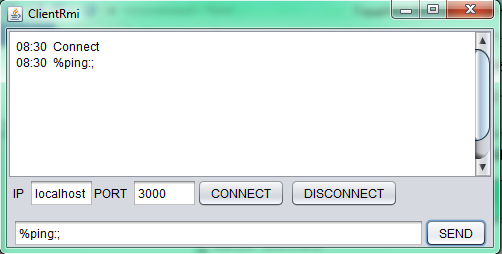 ClientRmi
08:30 Connect
08:30 %ping:;
IP localhost PORT 3000 CONNECT DISCONNECT
%ping:; SEND